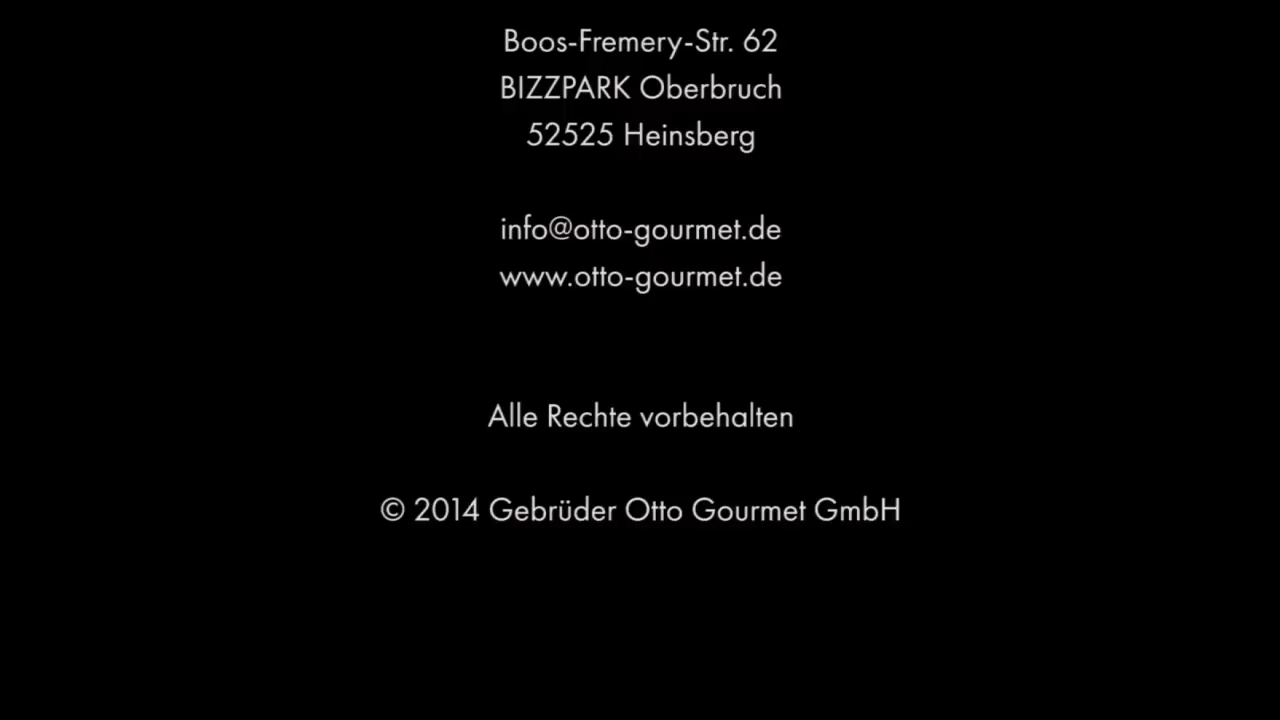 Boos-Fremery-Str. 62
BIZZPARK Oberbruch
52525 Heinsberg
info@otto-gourmet.de
www.otto-gourmet.de
Alle Rechte vorbehalten
© 2014 Gebrüder Otto Gourmet GmbH